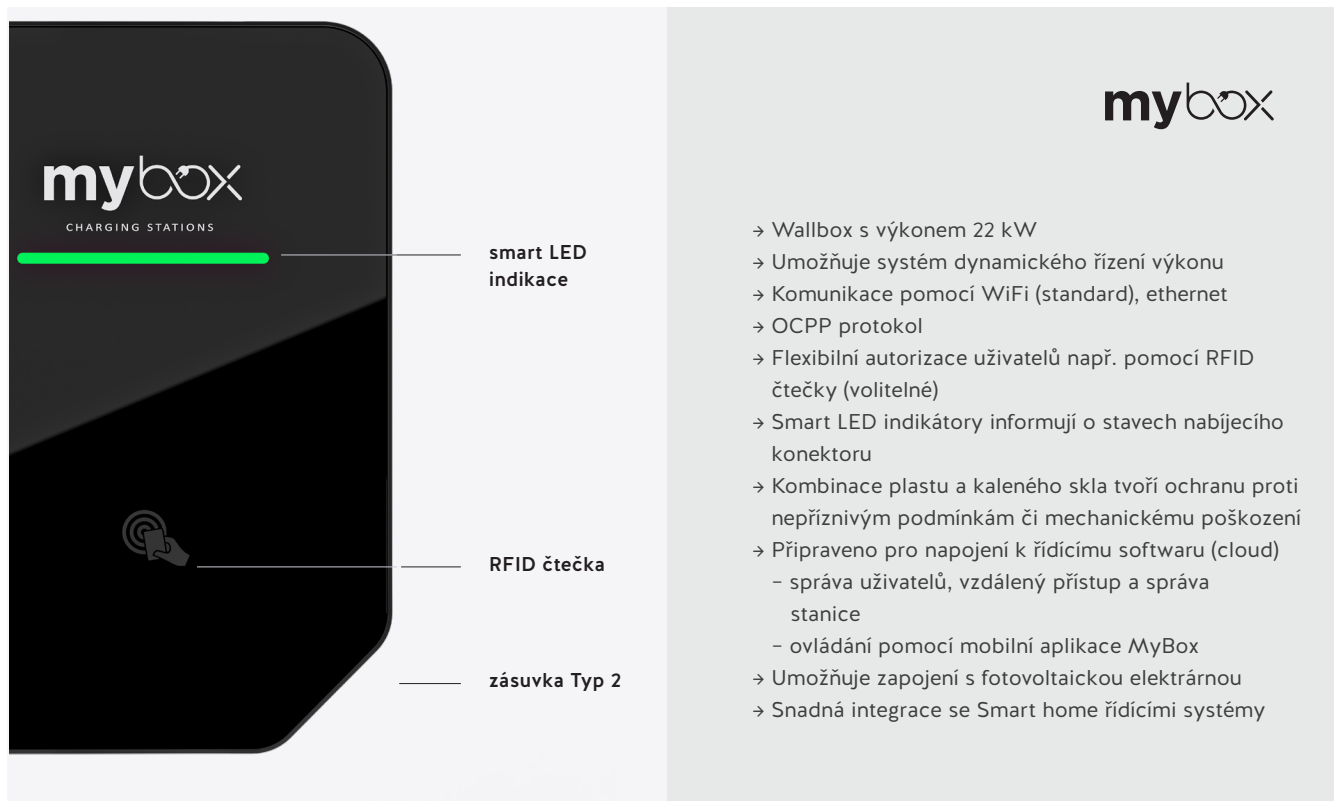 mybox
CHARGING STATIONS
smart LED
indikace
RFID čtečka
zásuvka Typ 2
mybox
→ Wallbox s výkonem 22 kW
→ Umožňuje systém dynamického řízení výkonu
→ Komunikace pomocí WiFi (standard), ethernet
→ OCPP protokol
→ Flexibilní autorizace uživatelů např. pomocí RFID
čtečky (volitelné)
→ Smart LED indikátory informují o stavech nabíjecího
konektoru
→ Kombinace plastu a kaleného skla tvoří ochranu proti
nepříznivým podmínkám či mechanickému poškození
→ Připraveno pro napojení k řídícímu softwaru (cloud)
– správa uživatelů, vzdálený přístup a správa
stanice
– ovládání pomocí mobilní aplikace MyBox
→ Umožňuje zapojení s fotovoltaickou elektrárnou
→ Snadná integrace se Smart home řídícími systémy